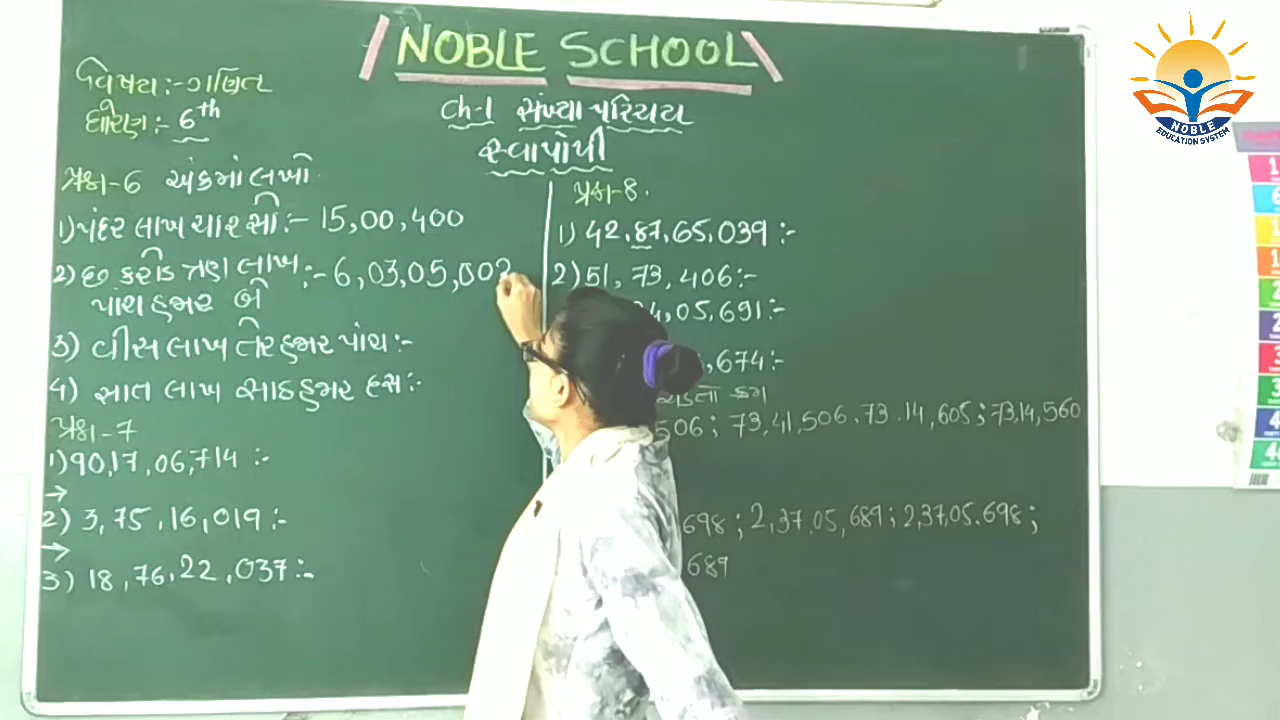 NOBLE SCHOOL
વિષય :- ગણિત
ધોરણ :- 6th
Ch-1 સંખ્યા પરિચય
સ્વાપોથી
પ્રશ્ન-6 અંકમાં લખો.
1) પંદર લાખ ચાર સો :- 15,00,400
2) છ કરોડ ત્રણ લાખ :- 6,03,05,002
પાંચ હજાર બે
3) વીસ લાખ તેર હજાર પાંચ :-
4) સાત લાખ સાઠ હજાર દસ :-
પ્રશ્ન-7
1) 90,17,06,714 :-
→
2) 3,75,16,019 :-
→
3) 18,76,22,037 :-
પ્રશ્ન-8.
1) 42,87,65,039 :-
2) 51,73,406 :-
4,05,691 :-
,674 :-
ચડતો ક્રમ
506 ; 73,41,506. 73.14,605 ; 73,14,560
698 ; 2,37,05,689 ; 2,37,05.698 ;
689
NOBLE
EDUCATION SYSTEM